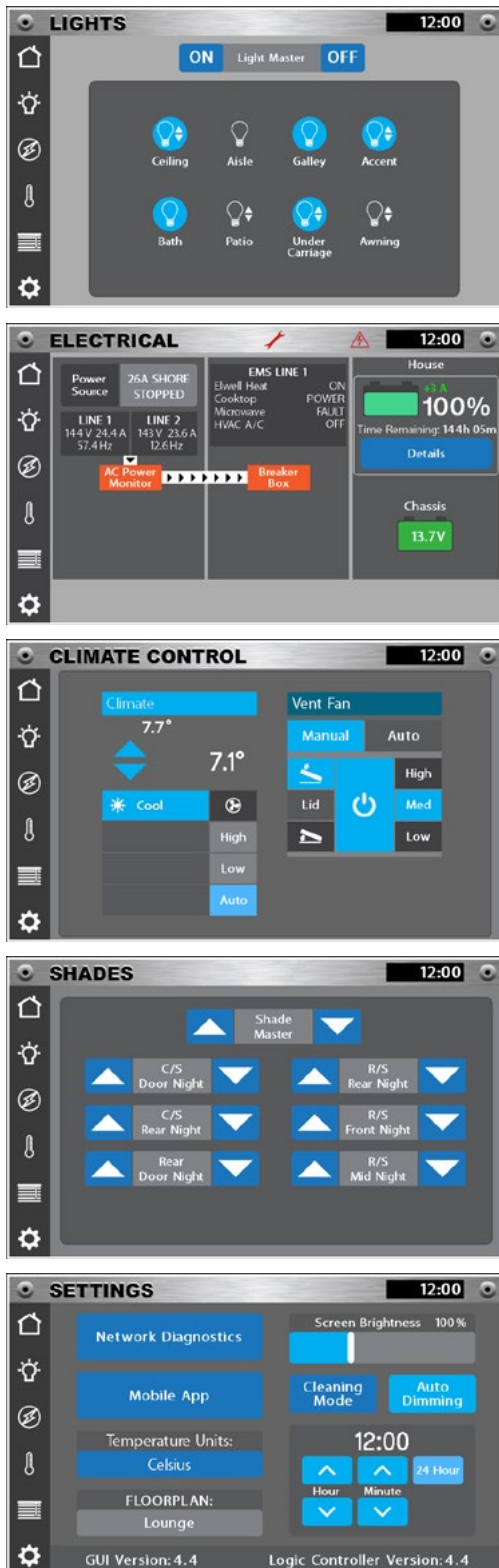 LIGHTS 12:00
ON Light Master OFF
Ceiling Aisle Galley Accent
Bath Patio Under Carriage Awning
ELECTRICAL 12:00
Power Source 26A SHORE STOPPED
LINE 1 LINE 2
144 V 24.4 A 143 V 23.6 A
57.4 Hz 12.6 Hz
AC Power Monitor
Breaker Box
EMS LINE 1
Elwell Heat ON
Cooktop POWER
Microwave FAULT
HVAC A/C OFF
House
+3 A
100%
Time Remaining: 144h 05m
Details
Chassis
13.7V
CLIMATE CONTROL 12:00
Climate
7.7°
7.1°
Cool
High
Low
Auto
Vent Fan
Manual Auto
High
Lid Med
Low
SHADES 12:00
Shade
Master
C/S
Door Night
R/S
Rear Night
C/S
Rear Night
R/S
Front Night
Rear
Door Night
R/S
Mid Night
SETTINGS 12:00
Network Diagnostics
Mobile App
Temperature Units:
Celsius
FLOORPLAN:
Lounge
Screen Brightness 100%
Cleaning
Mode
Auto
Dimming
12:00
24 Hour
Hour Minute
GUI Version: 4.4 Logic Controller Version: 4.4